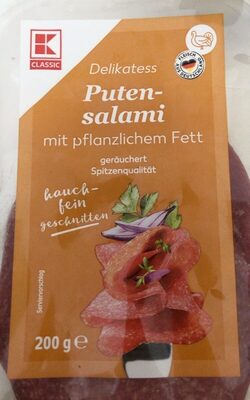 K
CLASSIC
Delikatess
Puten-
salami
mit pflanzlichem Fett
geräuchert
Spitzenqualität
hauch-
fein
geschnitten
Serviervorschlag
200 g e